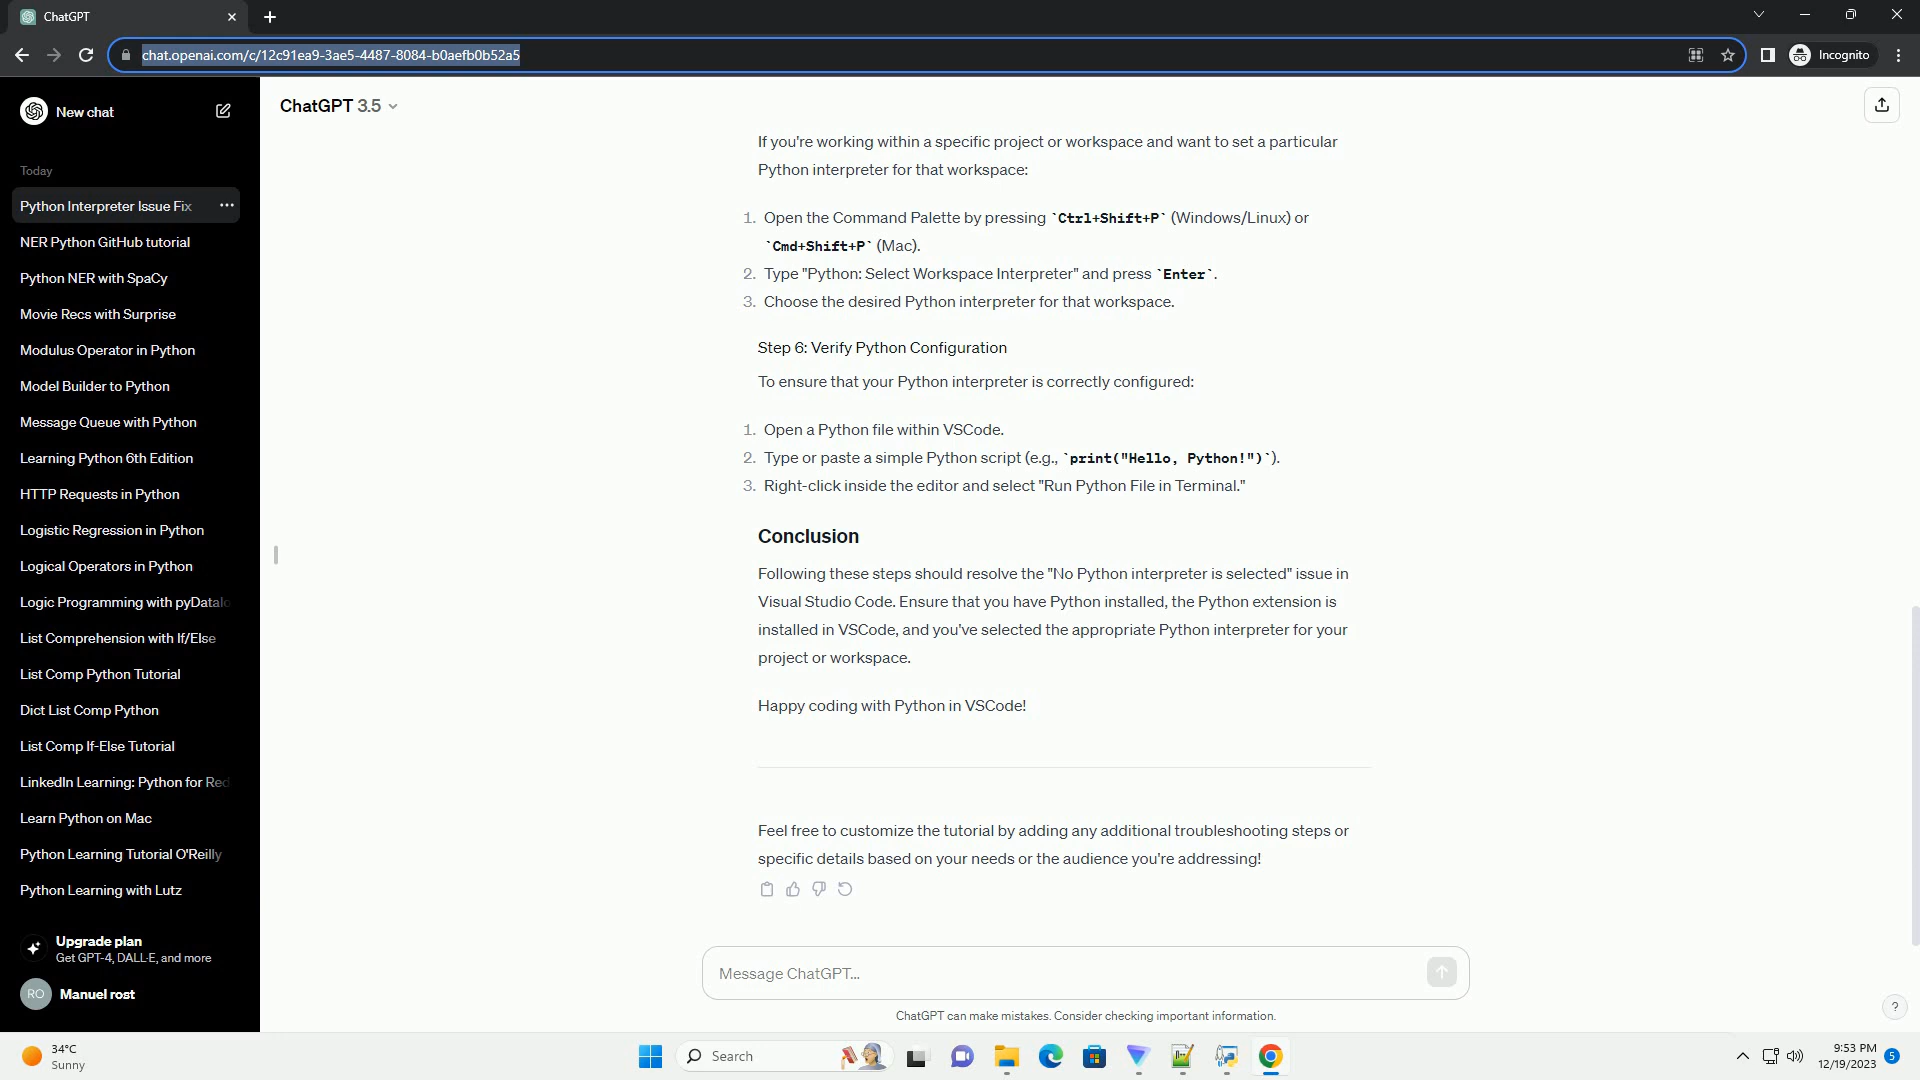 ChatGPT
chat.openai.com/c/12c91ea9-3ae5-4487-8084-b0aefb0b52a5
Incognito
New chat
Today
Python Interpreter Issue Fix
NER Python GitHub tutorial
Python NER with SpaCy
Movie Recs with Surprise
Modulus Operator in Python
Model Builder to Python
Message Queue with Python
Learning Python 6th Edition
HTTP Requests in Python
Logistic Regression in Python
Logical Operators in Python
Logic Programming with pyDatalo
List Comprehension with If/Else
List Comp Python Tutorial
Dict List Comp Python
List Comp If-Else Tutorial
LinkedIn Learning: Python for Red
Learn Python on Mac
Python Learning Tutorial O'Reilly
Python Learning with Lutz
Upgrade plan
Get GPT-4, DALL·E, and more
RO
Manuel rost
ChatGPT 3.5
If you're working within a specific project or workspace and want to set a particular
Python interpreter for that workspace:
1. Open the Command Palette by pressing `Ctrl+Shift+P` (Windows/Linux) or
`Cmd+Shift+P` (Mac).
2. Type "Python: Select Workspace Interpreter" and press `Enter`.
3. Choose the desired Python interpreter for that workspace.
Step 6: Verify Python Configuration
To ensure that your Python interpreter is correctly configured:
1. Open a Python file within VSCode.
2. Type or paste a simple Python script (e.g., `print("Hello, Python!")`).
3. Right-click inside the editor and select "Run Python File in Terminal."
Conclusion
Following these steps should resolve the "No Python interpreter is selected" issue in
Visual Studio Code. Ensure that you have Python installed, the Python extension is
installed in VSCode, and you've selected the appropriate Python interpreter for your
project or workspace.
Happy coding with Python in VSCode!
Feel free to customize the tutorial by adding any additional troubleshooting steps or
specific details based on your needs or the audience you're addressing!
Message ChatGPT...
ChatGPT can make mistakes. Consider checking important information.
?
34°C
Sunny
Search
9:53 PM
12/19/2023
5